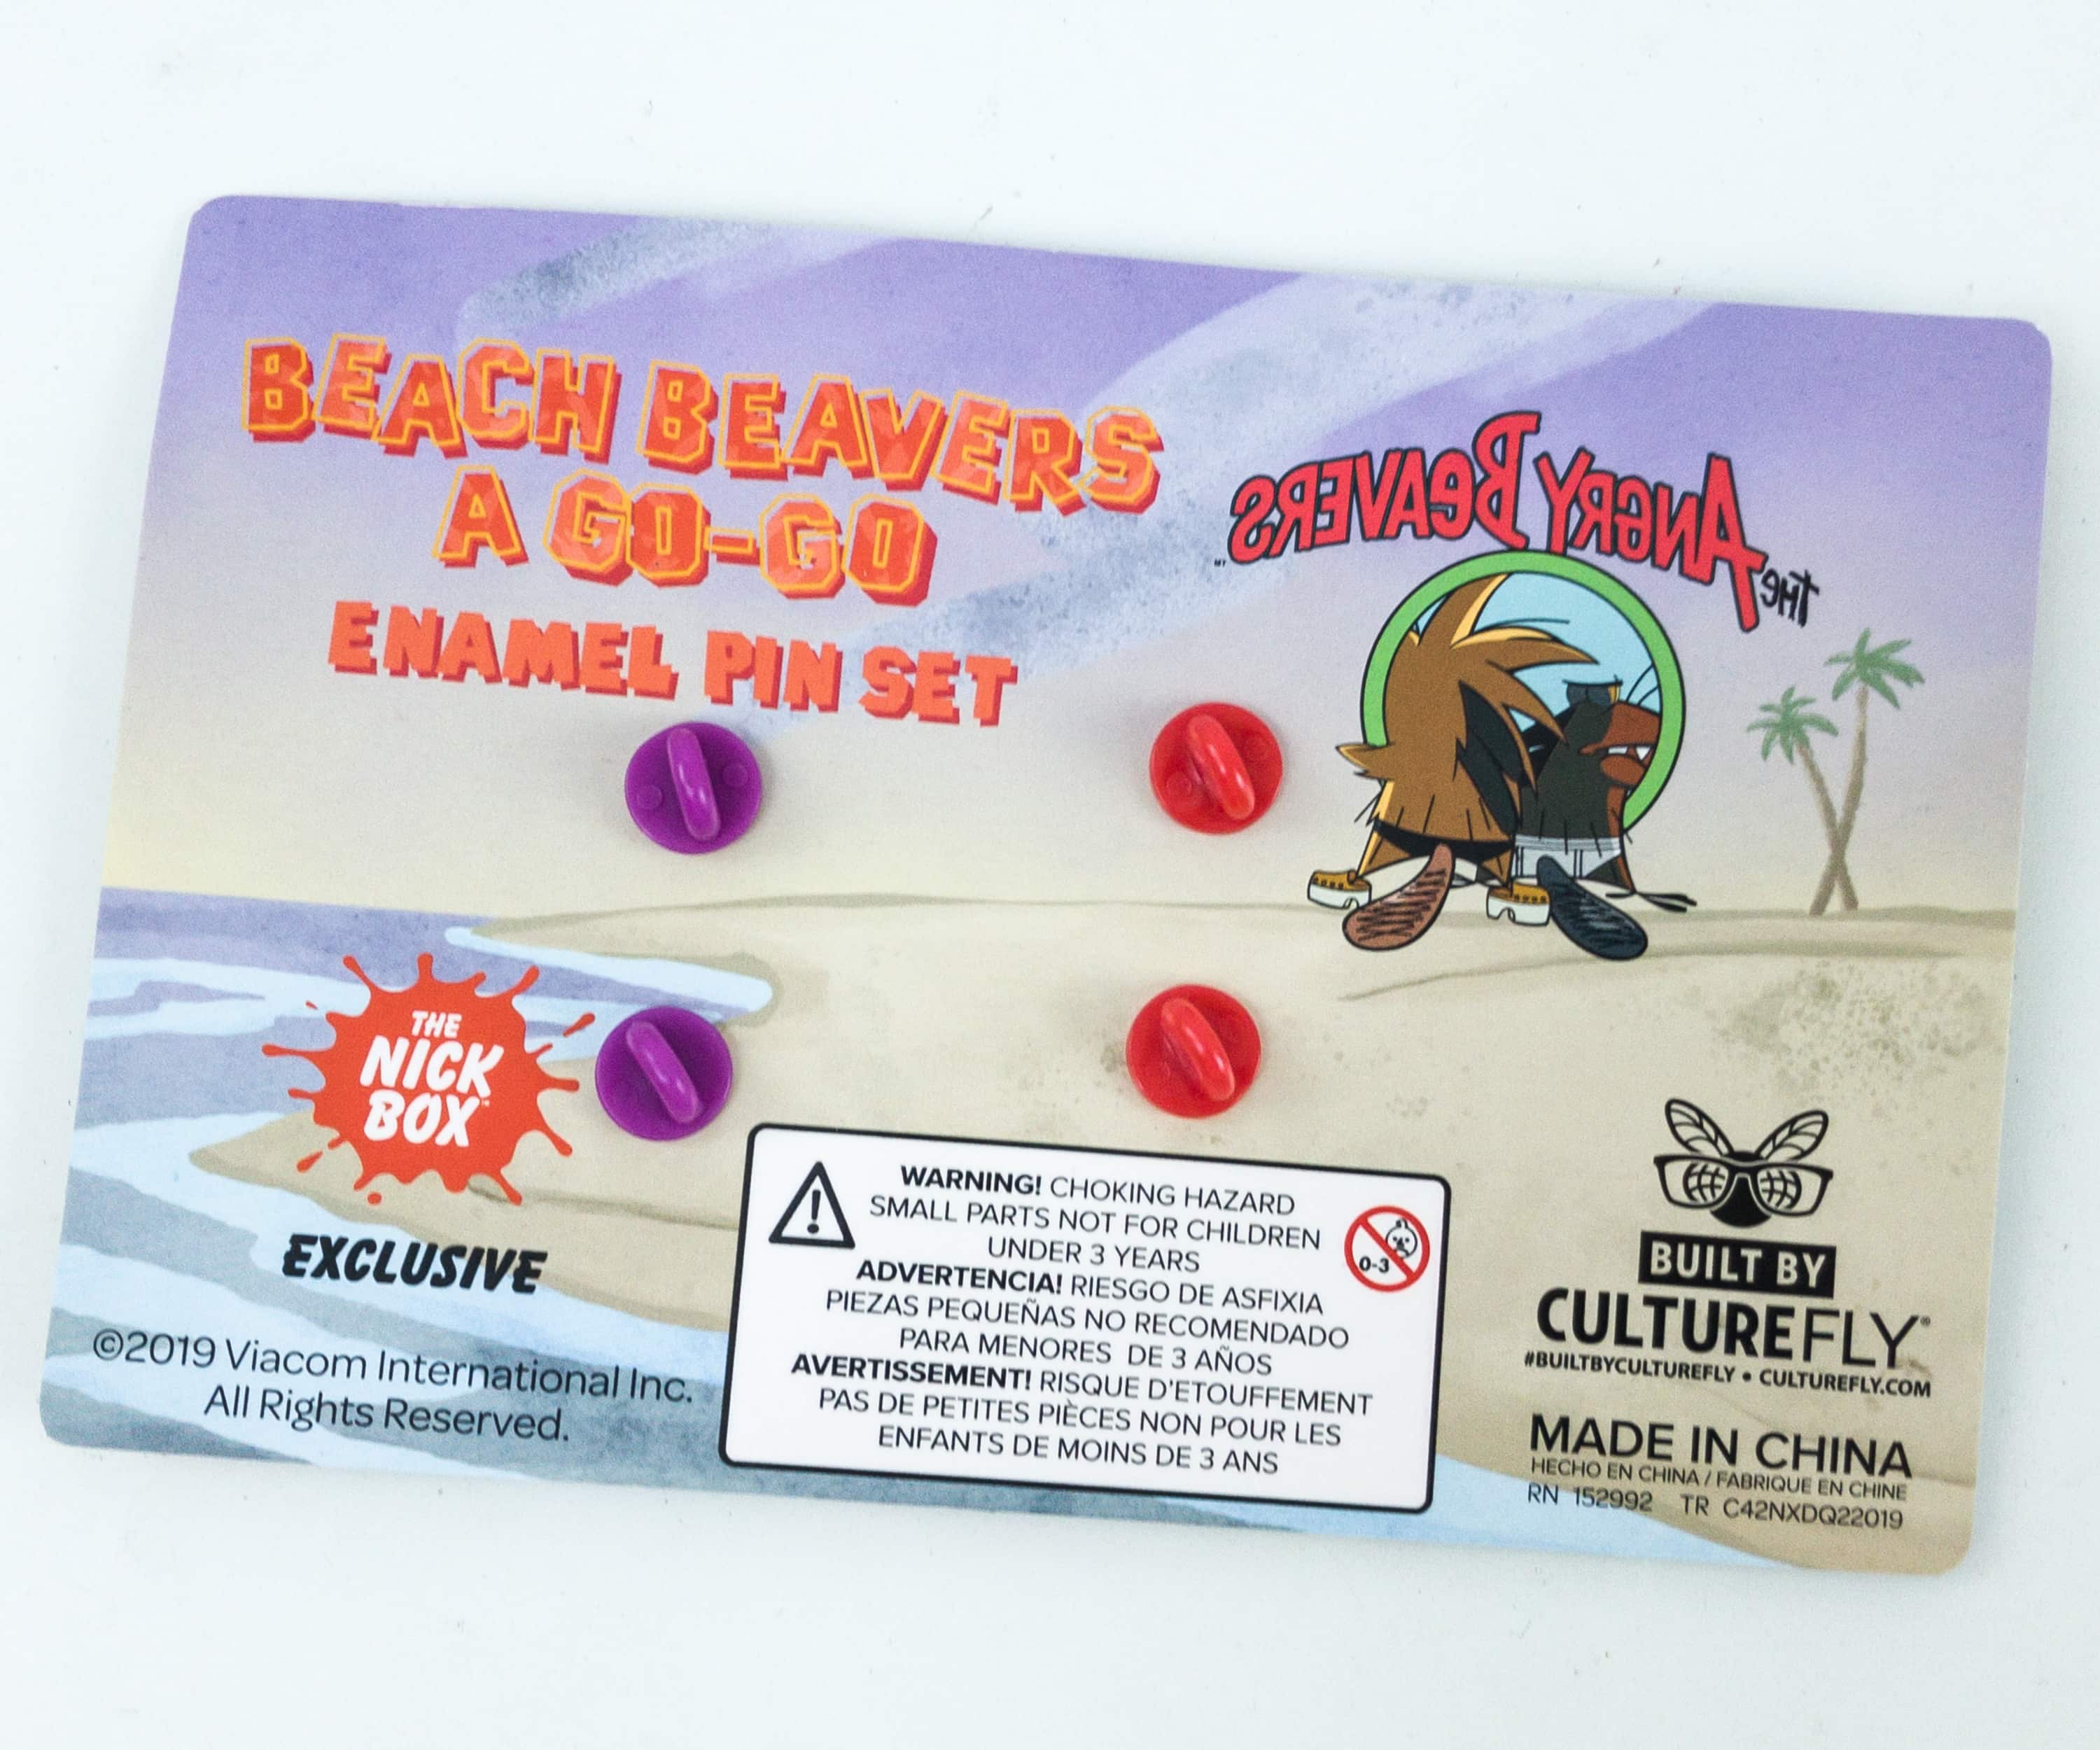 BEACH BEAVERS
A GO-GO
ENAMEL PIN SET
THE ANGRY BEAVERS
TM
THE
NICK
BOX™
EXCLUSIVE
©2019 Viacom International Inc.
All Rights Reserved.
WARNING! CHOKING HAZARD
SMALL PARTS NOT FOR CHILDREN
UNDER 3 YEARS
ADVERTENCIA! RIESGO DE ASFIXIA
PIEZAS PEQUEÑAS NO RECOMENDADO
PARA MENORES DE 3 AÑOS
AVERTISSEMENT! RISQUE D'ETOUFFEMENT
PAS DE PETITES PIÈCES NON POUR LES
ENFANTS DE MOINS DE 3 ANS
0-3
BUILT BY
CULTUREFLY®
#BUILTBYCULTUREFLY • CULTUREFLY.COM
MADE IN CHINA
HECHO EN CHINA / FABRIQUE EN CHINE
RN 152992 TR C42NXDQ22019